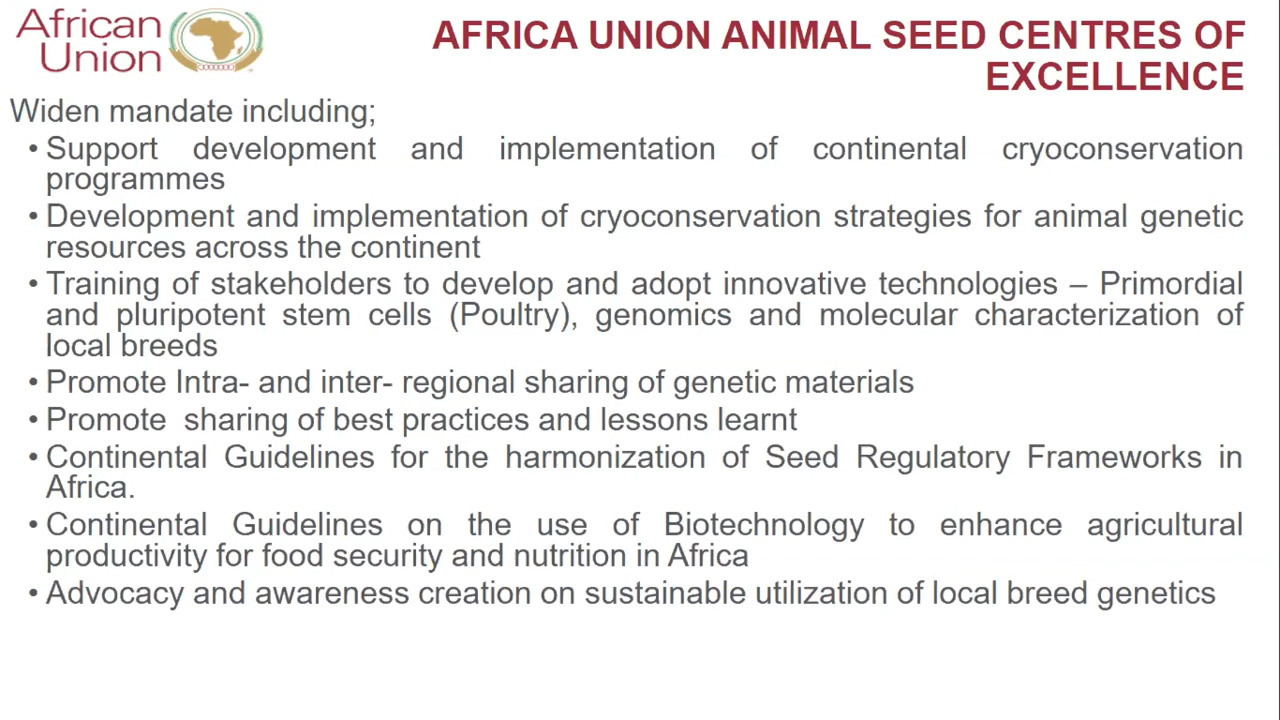 African
Union
AFRICA UNION ANIMAL SEED CENTRES OF
EXCELLENCE
Widen mandate including;
• Support development and implementation of continental cryoconservation
programmes
• Development and implementation of cryoconservation strategies for animal genetic
resources across the continent
• Training of stakeholders to develop and adopt innovative technologies – Primordial
and pluripotent stem cells (Poultry), genomics and molecular characterization of
local breeds
• Promote Intra- and inter- regional sharing of genetic materials
• Promote  sharing of best practices and lessons learnt
• Continental Guidelines for the harmonization of Seed Regulatory Frameworks in
Africa.
• Continental Guidelines on the use of Biotechnology to enhance agricultural
productivity for food security and nutrition in Africa
• Advocacy and awareness creation on sustainable utilization of local breed genetics